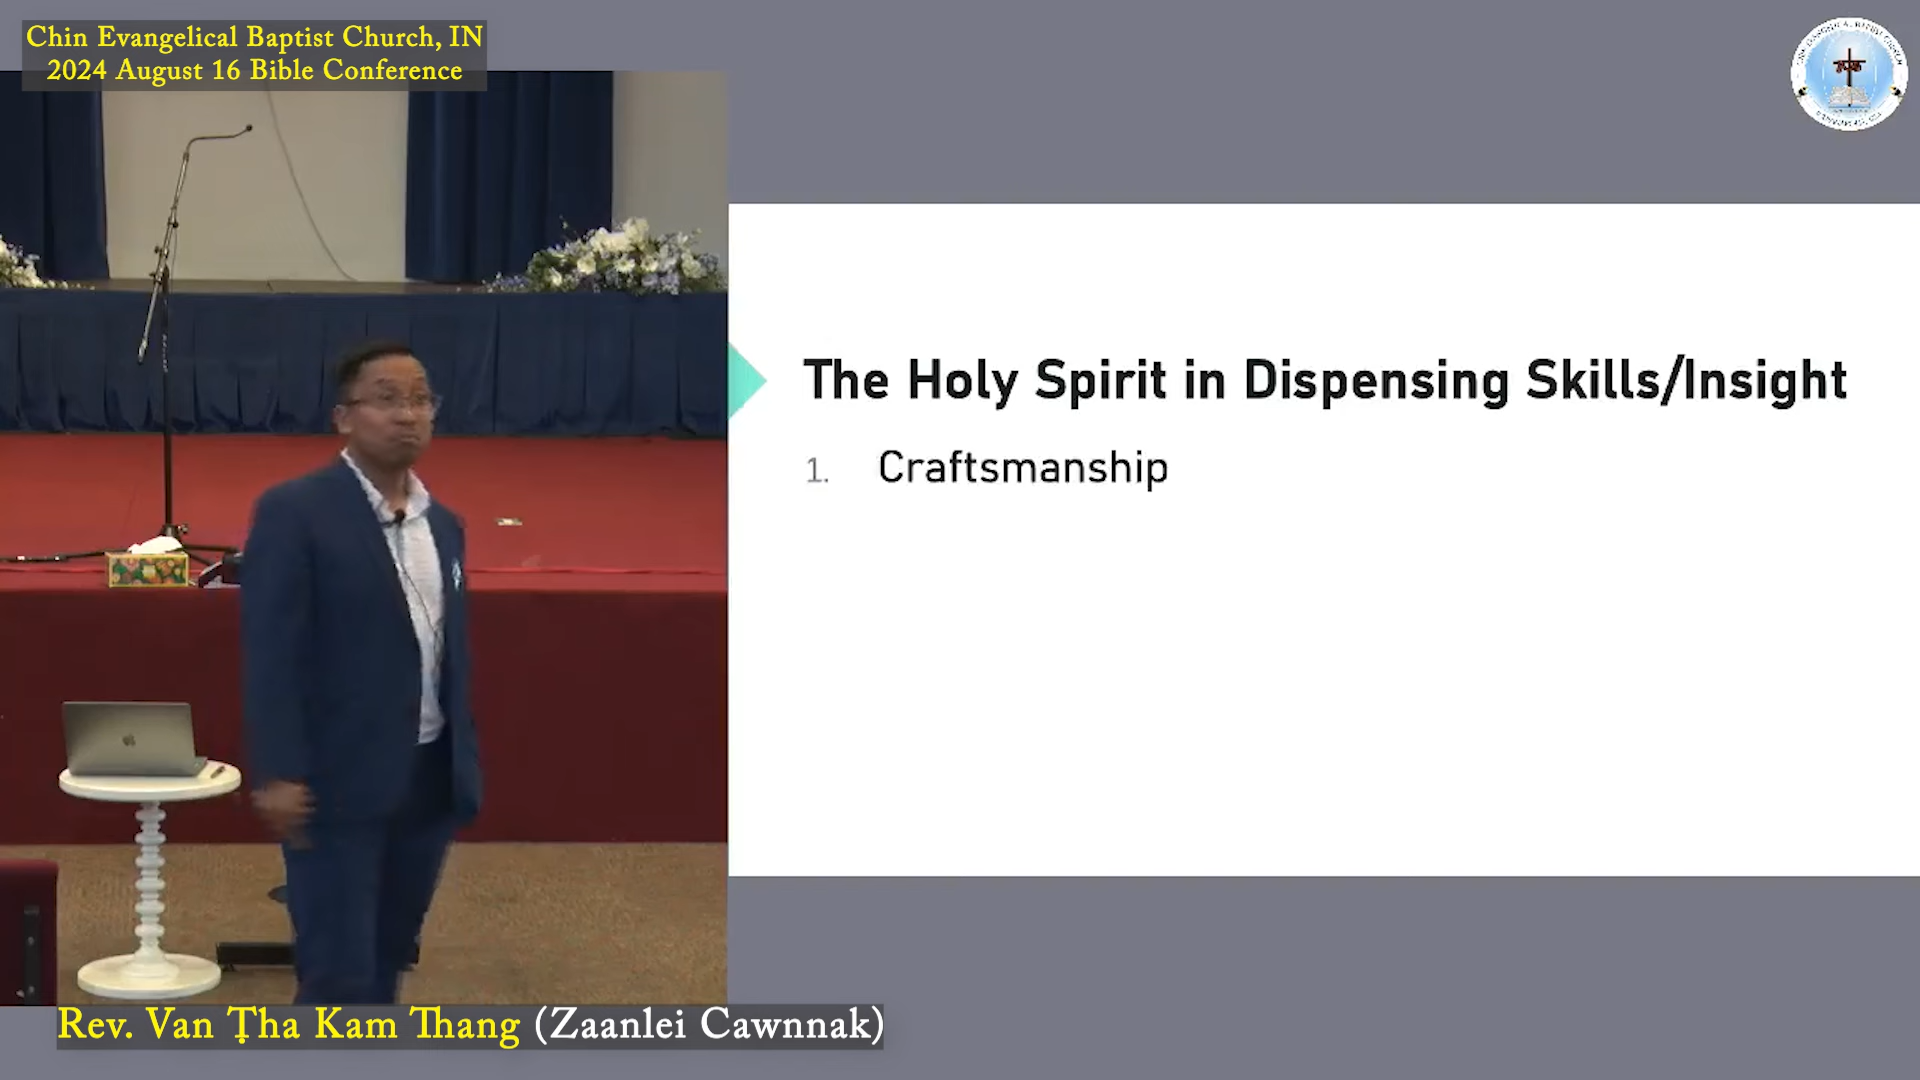 Chin Evangelical Baptist Church, IN
2024 August 16 Bible Conference
The Holy Spirit in Dispensing Skills/Insight
1. Craftsmanship
Rev. Van Ṭha Kam Thang (Zaanlei Cawnnak)